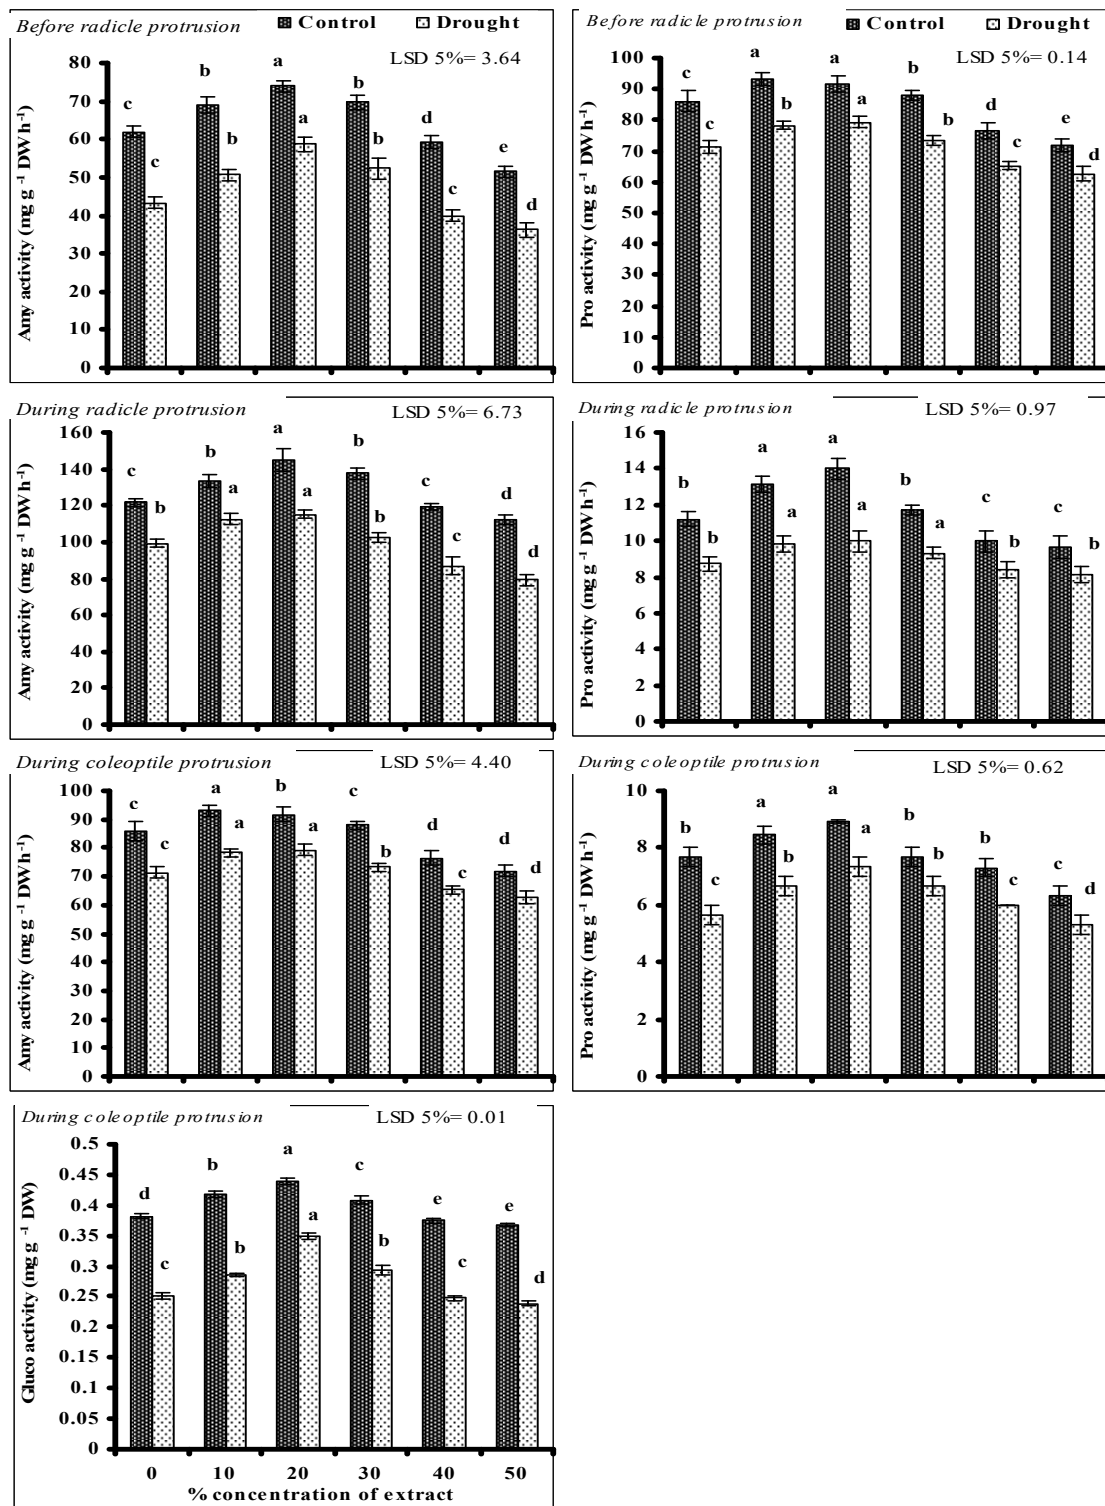 Before radicle protrusion
Control Drought
LSD 5%= 3.64
Amy activity (mg g -1 DW h-1)
80
70
60
50
40
30
20
10
0
c b a b d e
c b a b c d
Before radicle protrusion
Control Drought
LSD 5%= 0.14
Pro activity (mg g -1 DW h-1)
100
90
80
70
60
50
40
30
20
10
0
c a a b d e
c b a b c d
During radicle protrusion
LSD 5%= 6.73
Amy activity (mg g -1 DW h-1)
160
140
120
100
80
60
40
20
0
c b a b c d
b a a b a d
During radicle protrusion
LSD 5%= 0.97
Pro activity (mg g -1 DW h-1)
16
14
12
10
8
6
4
2
0
b a a b c c
b a a a b b
During coleoptile protrusion
LSD 5%= 4.40
Amy activity (mg g -1 DW h-1)
100
90
80
70
60
50
40
30
20
10
0
c a b c d d
c a a b c d
During coleoptile protrusion
LSD 5%= 0.62
Pro activity (mg g -1 DW h-1)
10
8
6
4
2
0
b a a b b c
c b a b c d
During coleoptile protrusion
LSD 5%= 0.01
Gluco activity (mg g -1 DW)
0.5
0.45
0.4
0.35
0.3
0.25
0.2
0.15
0.1
0.05
0
d b a c e e
c b a b c d
0 10 20 30 40 50
% concentration of extract